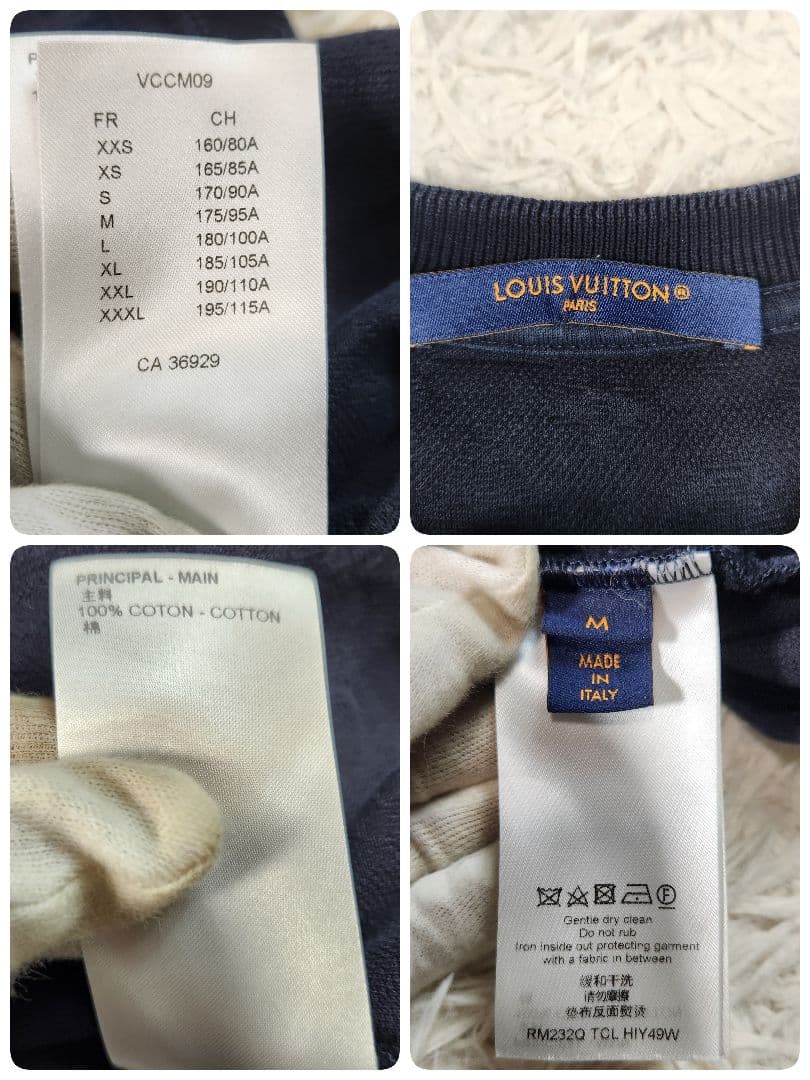 VCCM09
FR CH
XXS 160/80A
XS 165/85A
S 170/90A
M 175/95A
L 180/100A
XL 185/105A
XXL 190/110A
XXXL 195/115A
CA 36929
LOUIS VUITTON®
PARIS
PRINCIPAL - MAIN
主料
100% COTON - COTTON
棉
M
MADE
IN
ITALY
F
Gentle dry clean
Do not rub
Iron inside out protecting garment
with a fabric in between
缓和干洗
请勿摩擦
垫布反面熨烫
RM232Q TCL HIY49W